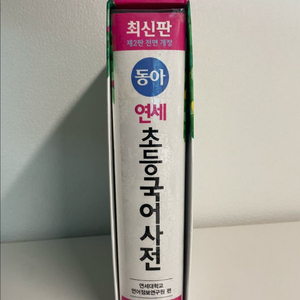 최신판
제2판 전면 개정
동아
연세
초등국어사전
연세대학교
언어정보연구원 편